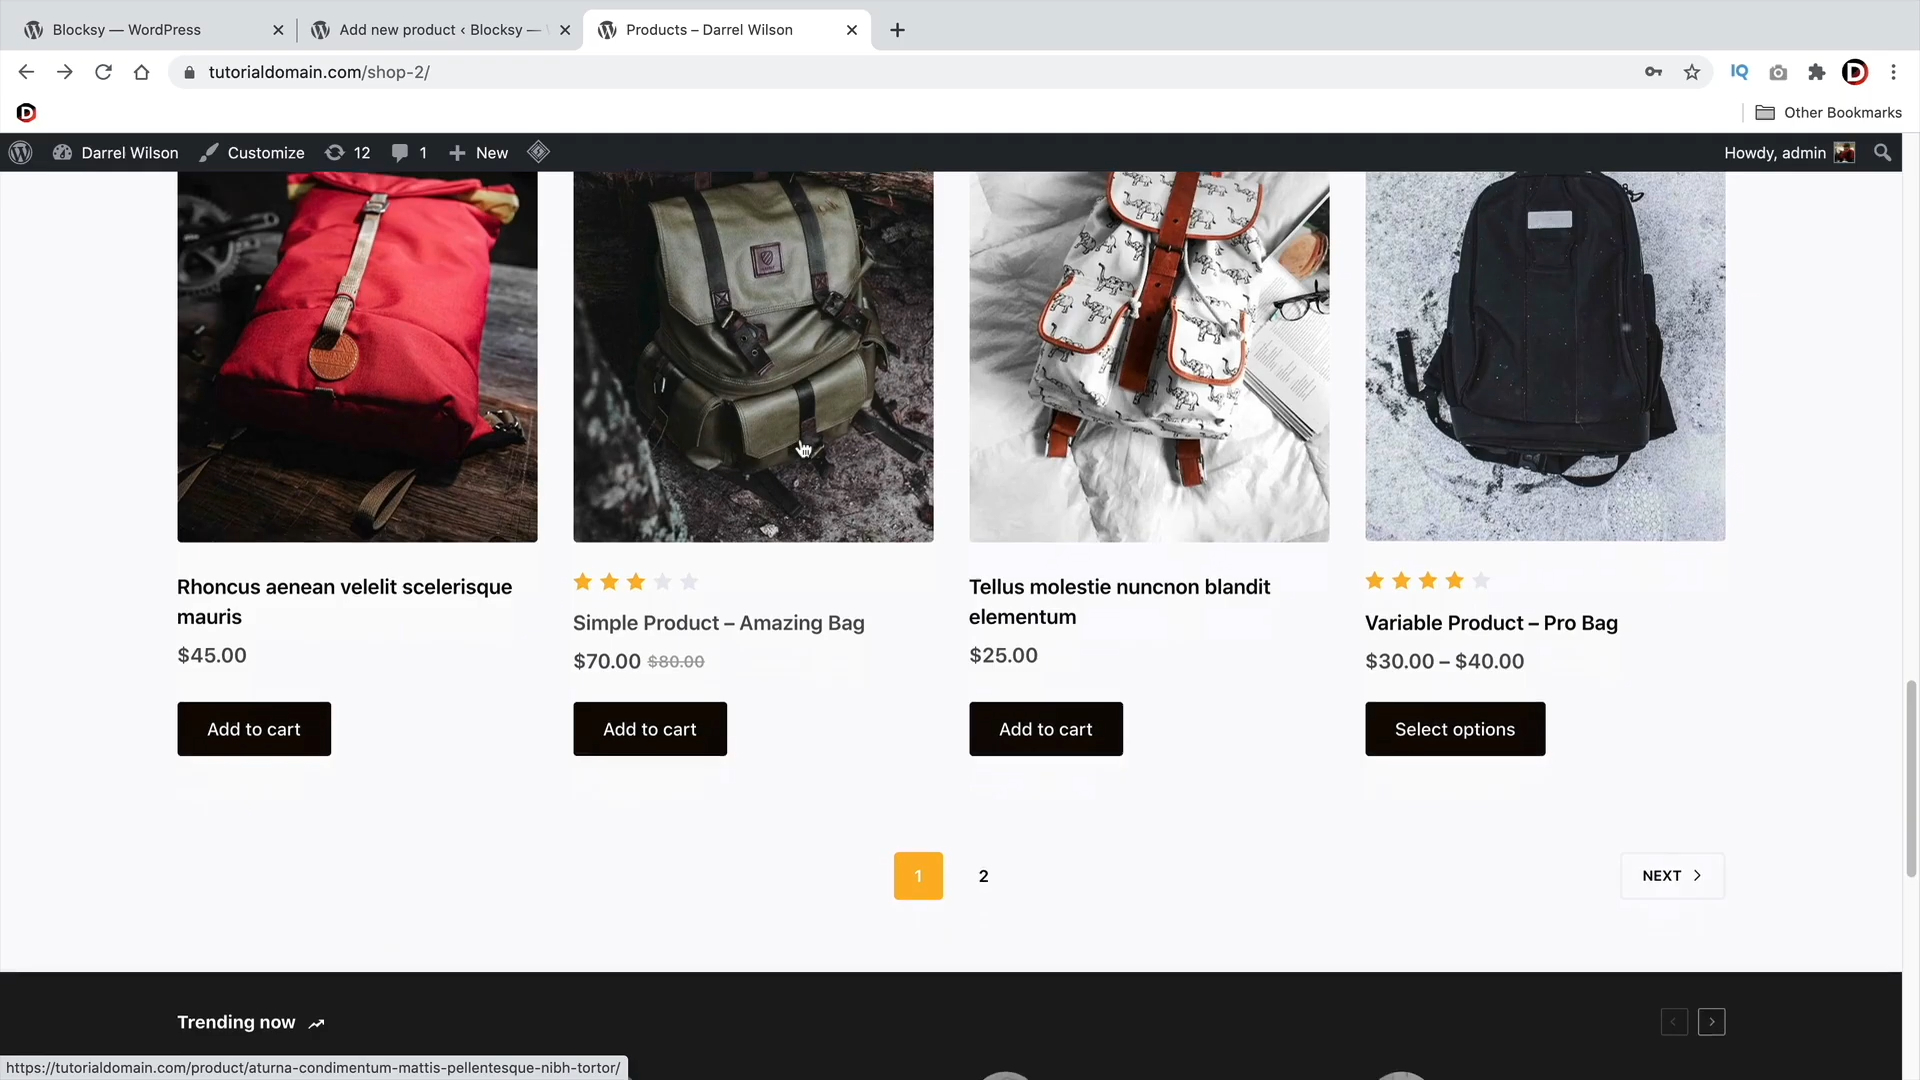 Blocksy — WordPress
Add new product ‹ Blocksy —
Products – Darrel Wilson
tutorialdomain.com/shop-2/
IQ
D
D
Other Bookmarks
Darrel Wilson
Customize
12
1
New
Howdy, admin
Rhoncus aenean velelit scelerisque
mauris
$45.00
Add to cart
Simple Product – Amazing Bag
$70.00 $80.00
Add to cart
Tellus molestie nuncnon blandit
elementum
$25.00
Add to cart
Variable Product – Pro Bag
$30.00 – $40.00
Select options
1
2
NEXT
Trending now
https://tutorialdomain.com/product/aturna-condimentum-mattis-pellentesque-nibh-tortor/